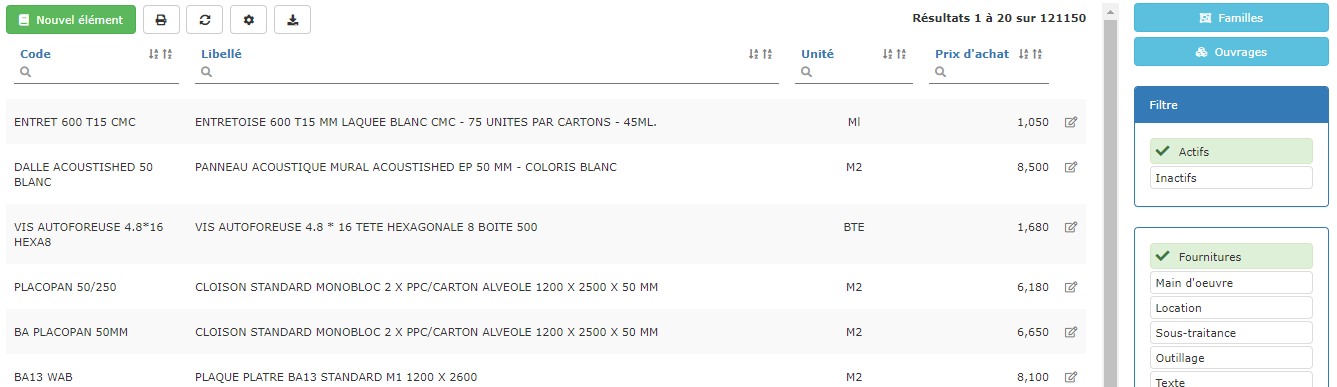 Nouvel élément
Résultats 1 à 20 sur 121150
Code Libellé Unité Prix d'achat
ENTRET 600 T15 CMC ENTRETOISE 600 T15 MM LAQUEE BLANC CMC - 75 UNITES PAR CARTONS - 45ML. Ml 1,050
DALLE ACOUSTISHED 50 BLANC PANNEAU ACOUSTIQUE MURAL ACOUSTISHED EP 50 MM - COLORIS BLANC M2 8,500
VIS AUTOFOREUSE 4.8*16 HEXA8 VIS AUTOFOREUSE 4.8 * 16 TETE HEXAGONALE 8 BOITE 500 BTE 1,680
PLACOPAN 50/250 CLOISON STANDARD MONOBLOC 2 X PPC/CARTON ALVEOLE 1200 X 2500 X 50 MM M2 6,180
BA PLACOPAN 50MM CLOISON STANDARD MONOBLOC 2 X PPC/CARTON ALVEOLE 1200 X 2500 X 50 MM M2 6,650
BA13 WAB PLAQUE PLATRE BA13 STANDARD M1 1200 X 2600 M2 8,100
Familles
Ouvrages
Filtre
Actifs
Inactifs
Fournitures
Main d'oeuvre
Location
Sous-traitance
Outillage
Texte